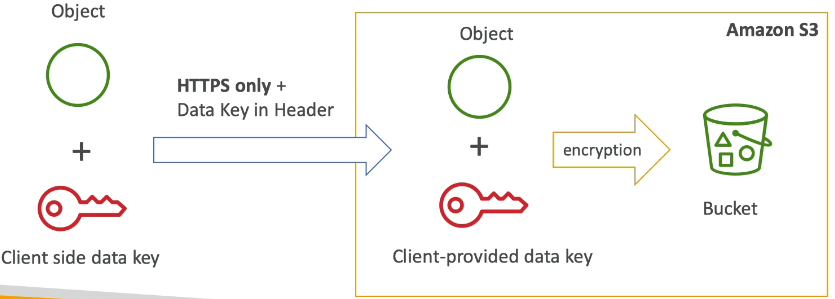 Object
+
Client side data key
HTTPS only +
Data Key in Header
Amazon S3
Object
+
Client-provided data key
encryption
Bucket